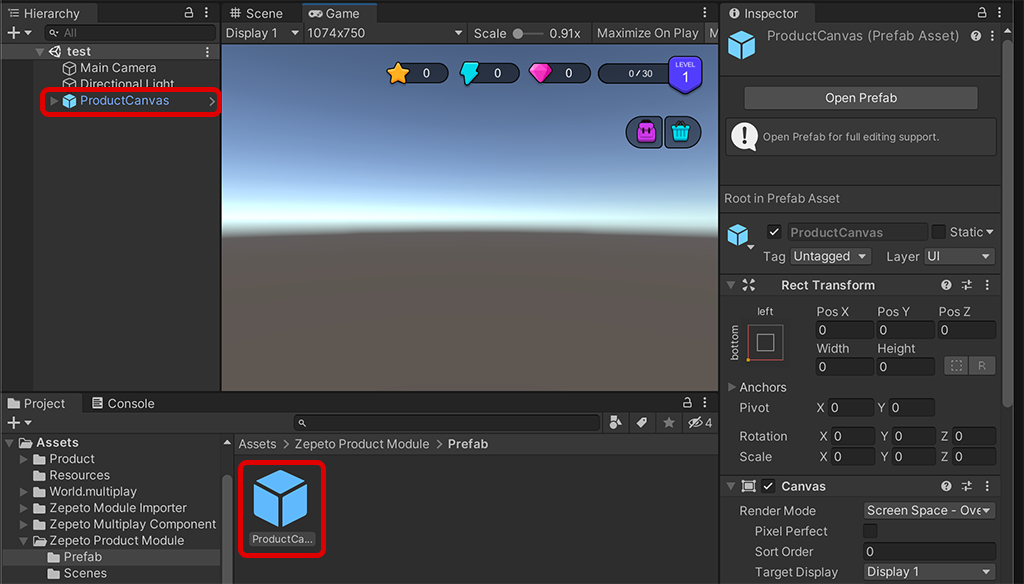 Hierarchy
All
test
Main Camera
Directional Light
ProductCanvas
Scene
Game
Display 1
1074x750
Scale
0.91x
Maximize On Play
M
0
0
0
0 / 30
LEVEL
1
Inspector
ProductCanvas (Prefab Asset)
Open Prefab
Open Prefab for full editing support.
Root in Prefab Asset
ProductCanvas
Static
Tag
Untagged
Layer
UI
Rect Transform
left
bottom
Pos X
Pos Y
Pos Z
0
0
0
Width
Height
0
0
R
Anchors
Pivot
X 0
Y 0
Rotation
X 0
Y 0
Z 0
Scale
X 0
Y 0
Z 0
Canvas
Render Mode
Screen Space - Ove
Pixel Perfect
Sort Order
0
Target Display
Display 1
Project
Console
4
Assets
Product
Resources
World.multiplay
Zepeto Module Importer
Zepeto Multiplay Component
Zepeto Product Module
Prefab
Scenes
Assets > Zepeto Product Module > Prefab
ProductCa...